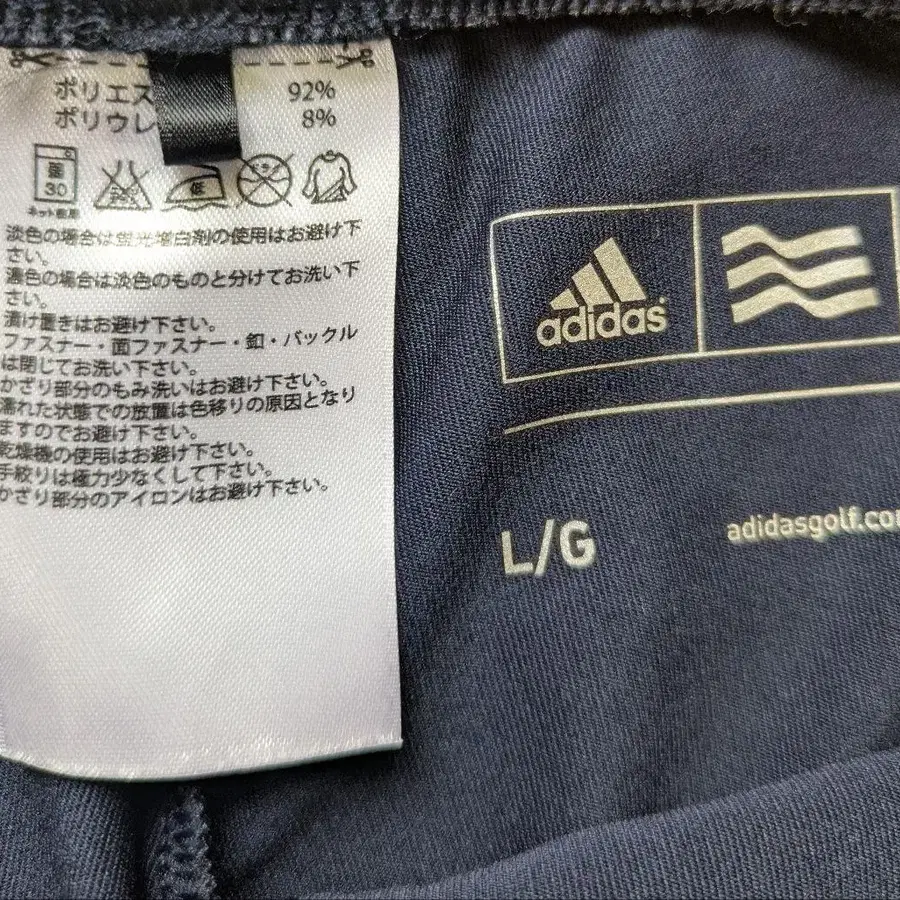 ポリエス 92%
ポリウレ 8%
30
低
ネット使用
淡色の場合は蛍光増白剤の使用はお避け下
さい。
濃色の場合は淡色のものと分けてお洗い下
さい。
漬け置きはお避け下さい。
ファスナー・面ファスナー・釦・バックル
は閉じてお洗い下さい。
かざり部分のもみ洗いはお避け下さい。
濡れた状態での放置は色移りの原因となり
ますのでお避け下さい。
乾燥機の使用はお避け下さい。
手絞りは極力少なくして下さい。
かざり部分のアイロンはお避け下さい。
adidas
L/G
adidasgolf.com